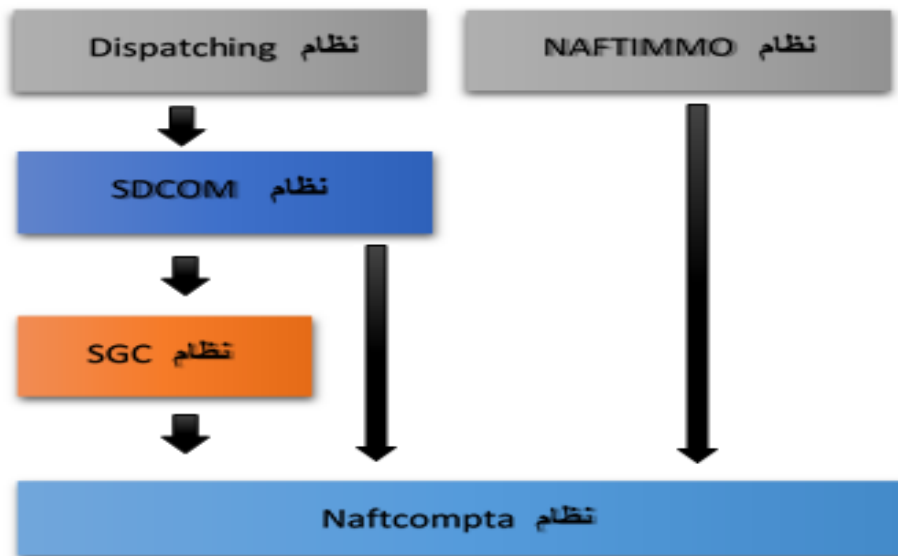 نظام Dispatching
نظام NAFTIMMO
نظام SDCOM
نظام SGC
نظام Naftcompta